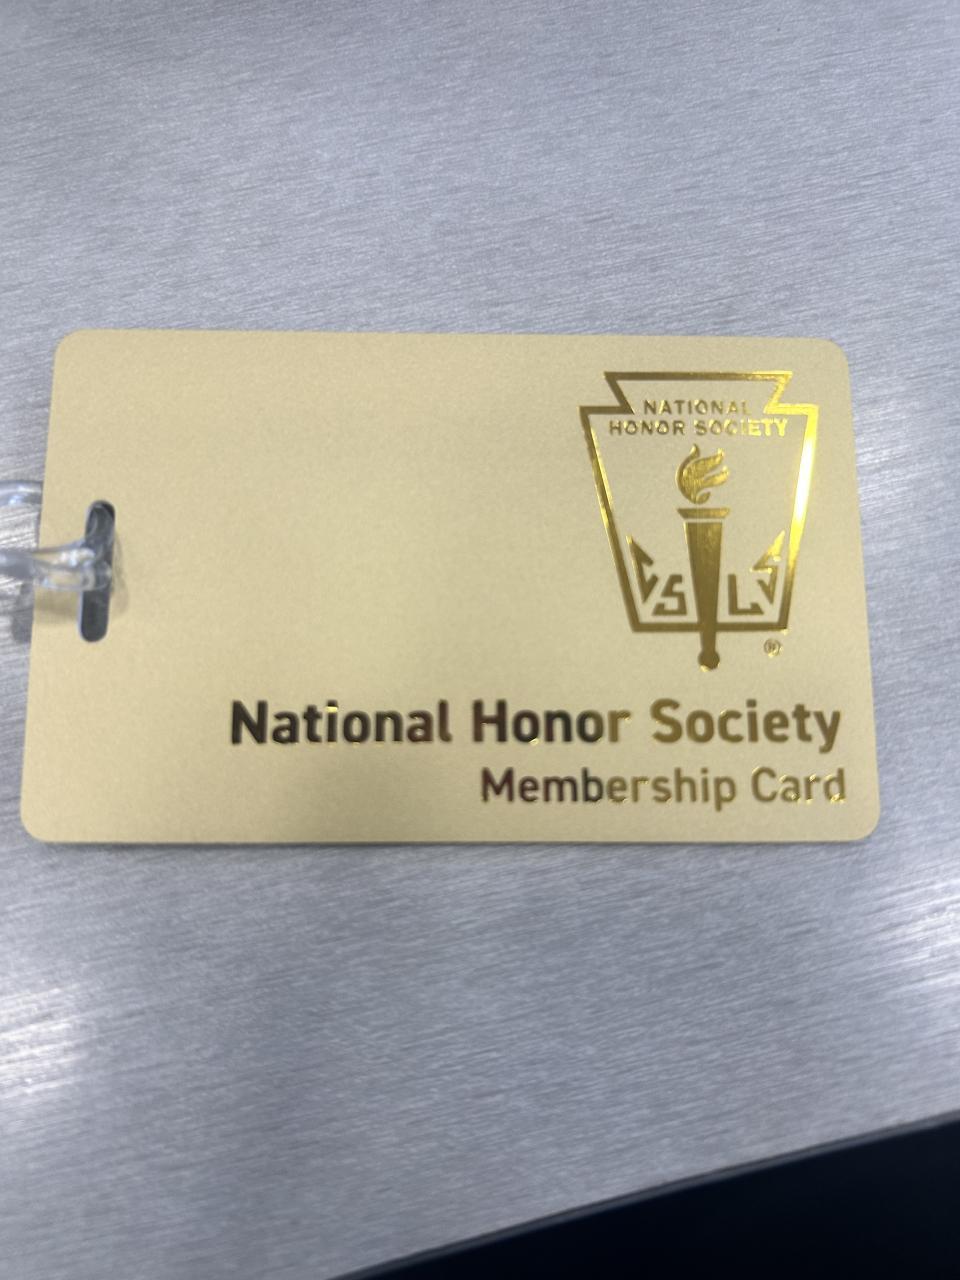 NATIONAL
HONOR SOCIETY
C S L S
®
National Honor Society
Membership Card